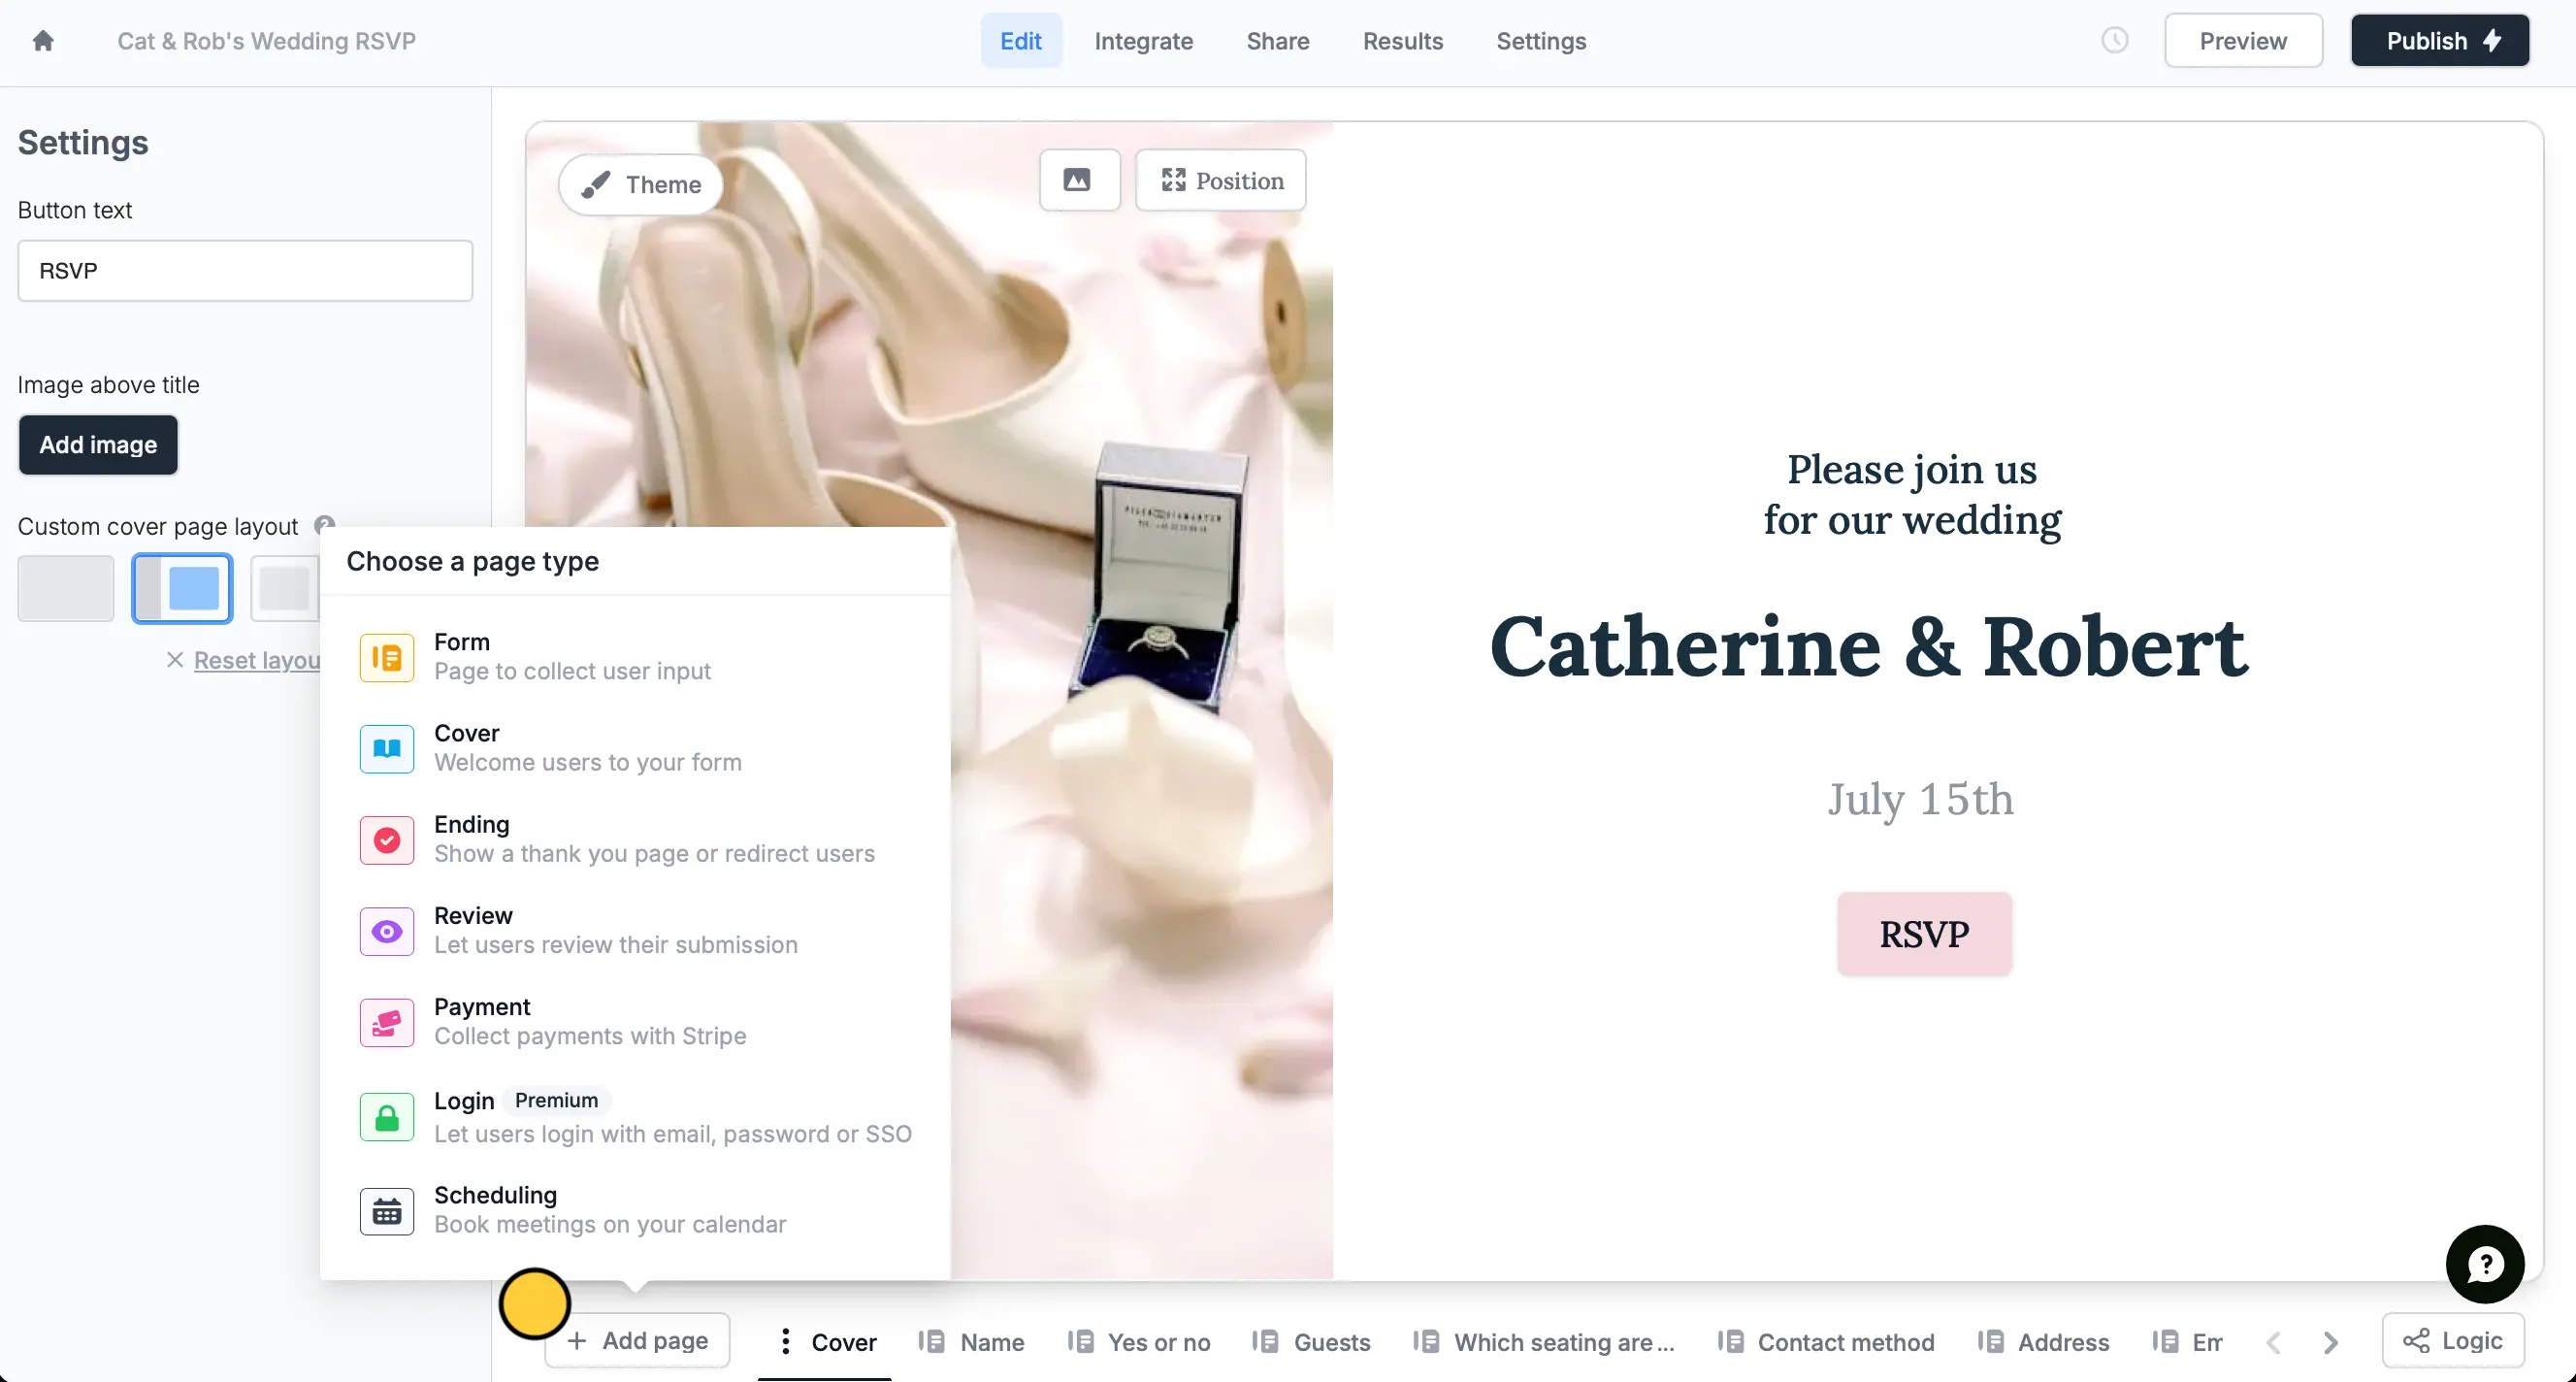 Cat & Rob's Wedding RSVP
Edit
Integrate
Share
Results
Settings
Preview
Publish
Settings
Button text
RSVP
Image above title
Add image
Custom cover page layout
Reset layou
Theme
Position
Please join us
for our wedding
Catherine & Robert
July 15th
RSVP
Choose a page type
Form
Page to collect user input
Cover
Welcome users to your form
Ending
Show a thank you page or redirect users
Review
Let users review their submission
Payment
Collect payments with Stripe
Login Premium
Let users login with email, password or SSO
Scheduling
Book meetings on your calendar
+ Add page
Cover
Name
Yes or no
Guests
Which seating are...
Contact method
Address
Em
Logic